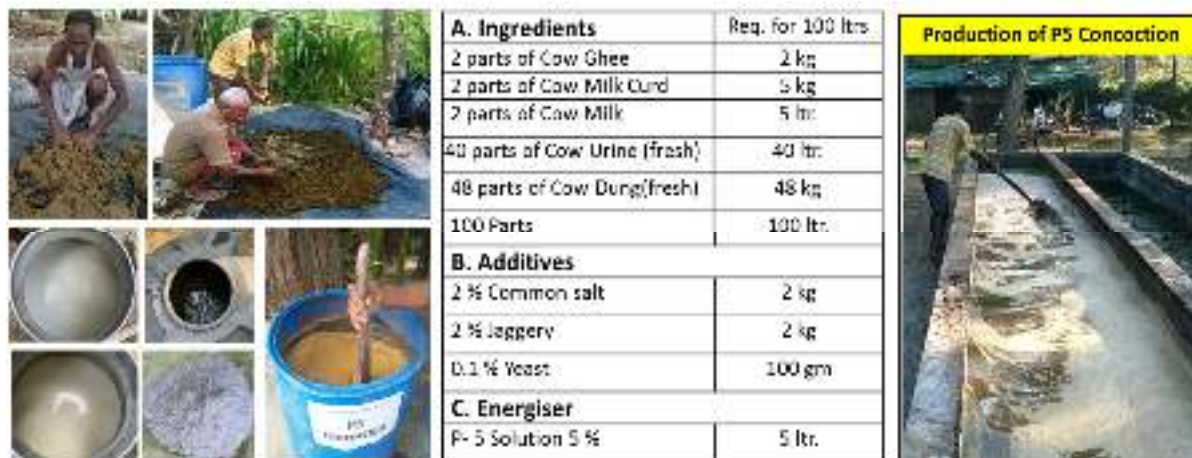 A. Ingredients Req. for 100 ltrs
2 parts of Cow Ghee 2 kg
2 parts of Cow Milk Curd 5 kg
2 parts of Cow Milk 5 ltr.
40 parts of Cow Urine (fresh) 40 ltr.
48 parts of Cow Dung(fresh) 48 kg
100 Parts 100 ltr.
B. Additives
2 % Common salt 2 kg
2 % Jaggery 2 kg
0.1 % Yeast 100 gm
C. Energiser
P- 5 Solution 5 % 5 ltr.
Production of P5 Concoction
P5